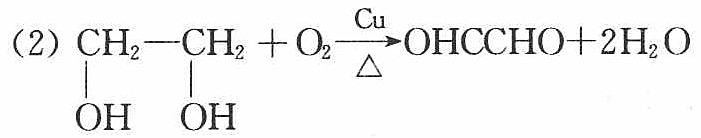 Cu
(2) CH₂—CH₂+O₂→OHCCHO+2H₂O
△
OH OH